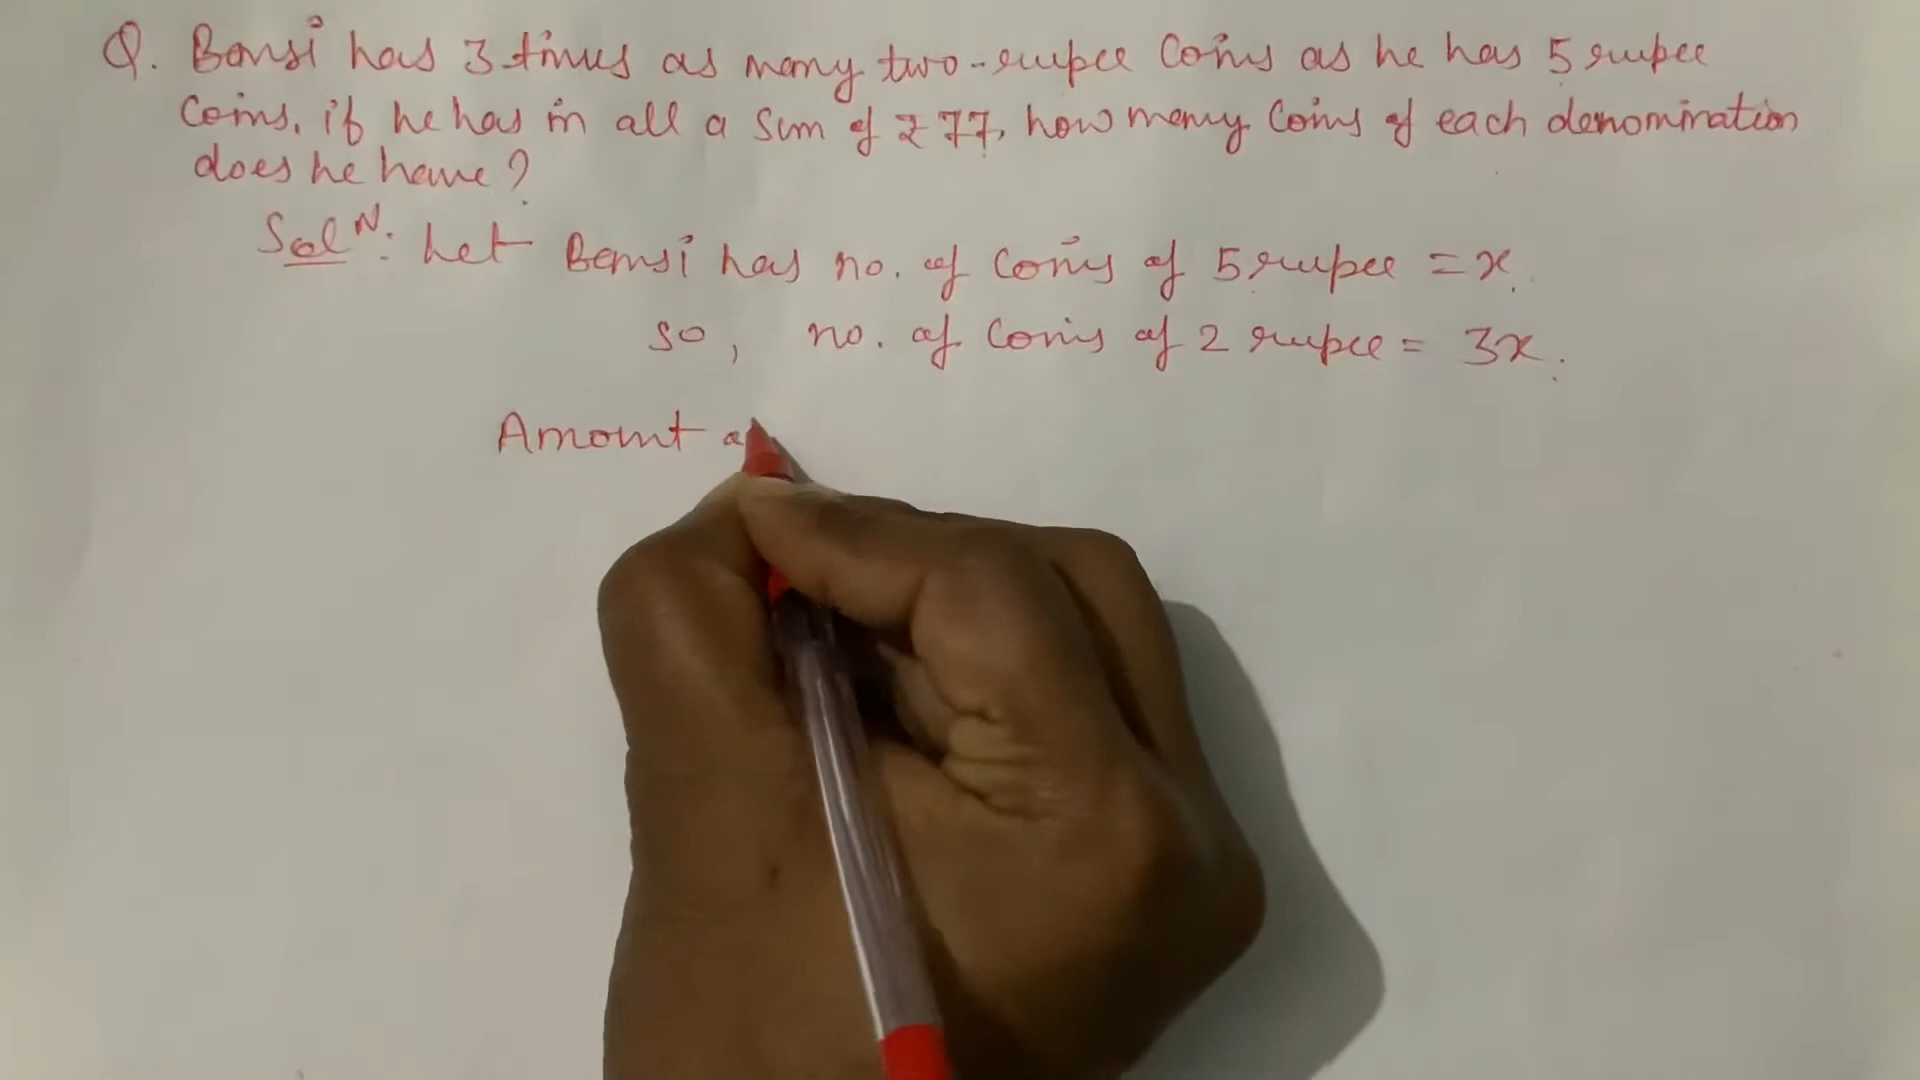 Q. Bansi has 3 times as many two-rupee coins as he has 5 rupee
coins, if he has in all a sum of ₹ 77, how many coins of each denomination
does he have?
Solᴺ: Let Bansi has no. of coins of 5 rupee = x.
so, no. of coins of 2 rupee = 3x.
Amount